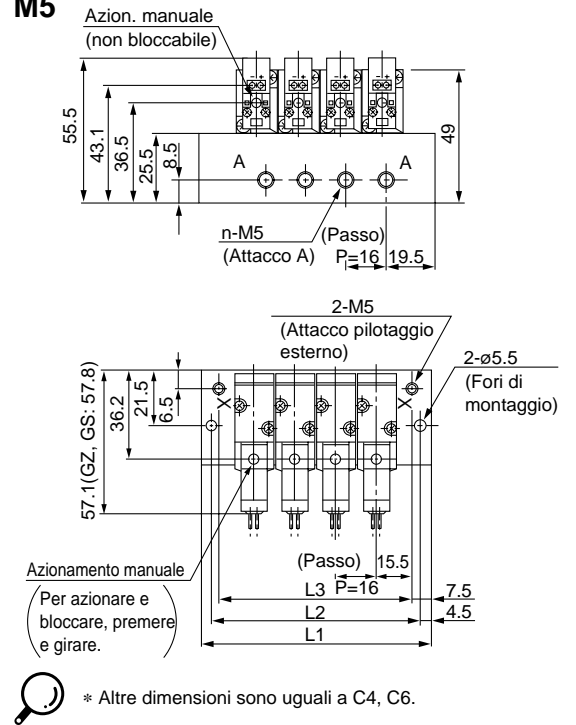 M5
Azion. manuale
(non bloccabile)
- +
- +
- +
- +
55.5
43.1
36.5
25.5
8.5
49
A
A
n-M5
(Attacco A)
(Passo)
P=16
19.5
2-M5
(Attacco pilotaggio
esterno)
2-ø5.5
(Fori di
montaggio)
57.1(GZ, GS: 57.8)
36.2
21.5
6.5
X
X
Azionamento manuale
(Per azionare e
bloccare, premere
e girare.)
(Passo)
P=16
15.5
L3
7.5
L2
4.5
L1
* Altre dimensioni sono uguali a C4, C6.